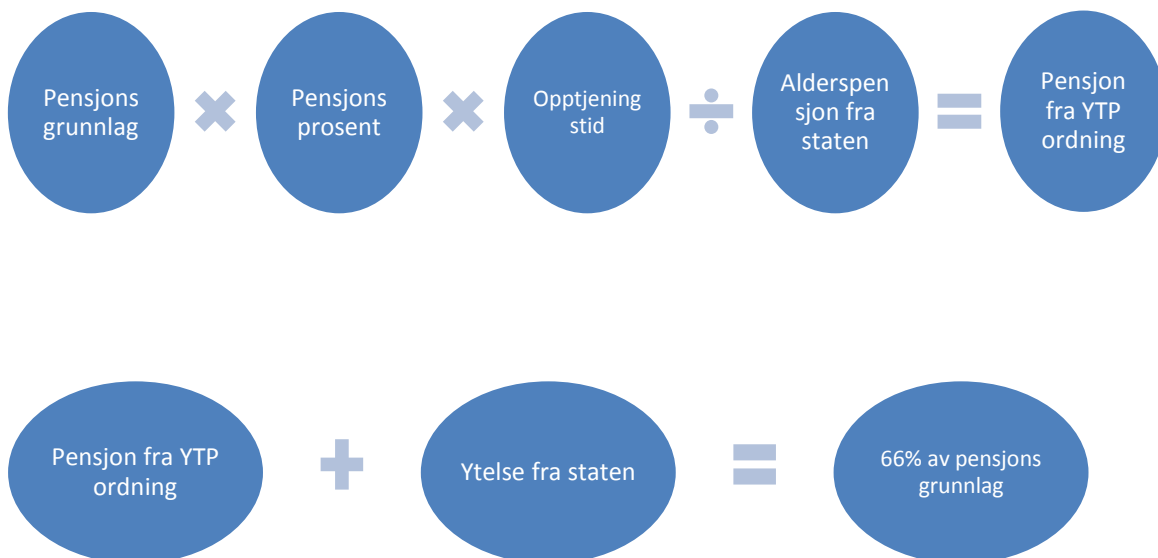 Pensjons
grunnlag
Pensjons
prosent
Opptjening
stid
Alderspen
sjon fra
staten
Pensjon
fra YTP
ordning
Pensjon fra YTP
ordning
Ytelse fra staten
66% av pensjons
grunnlag